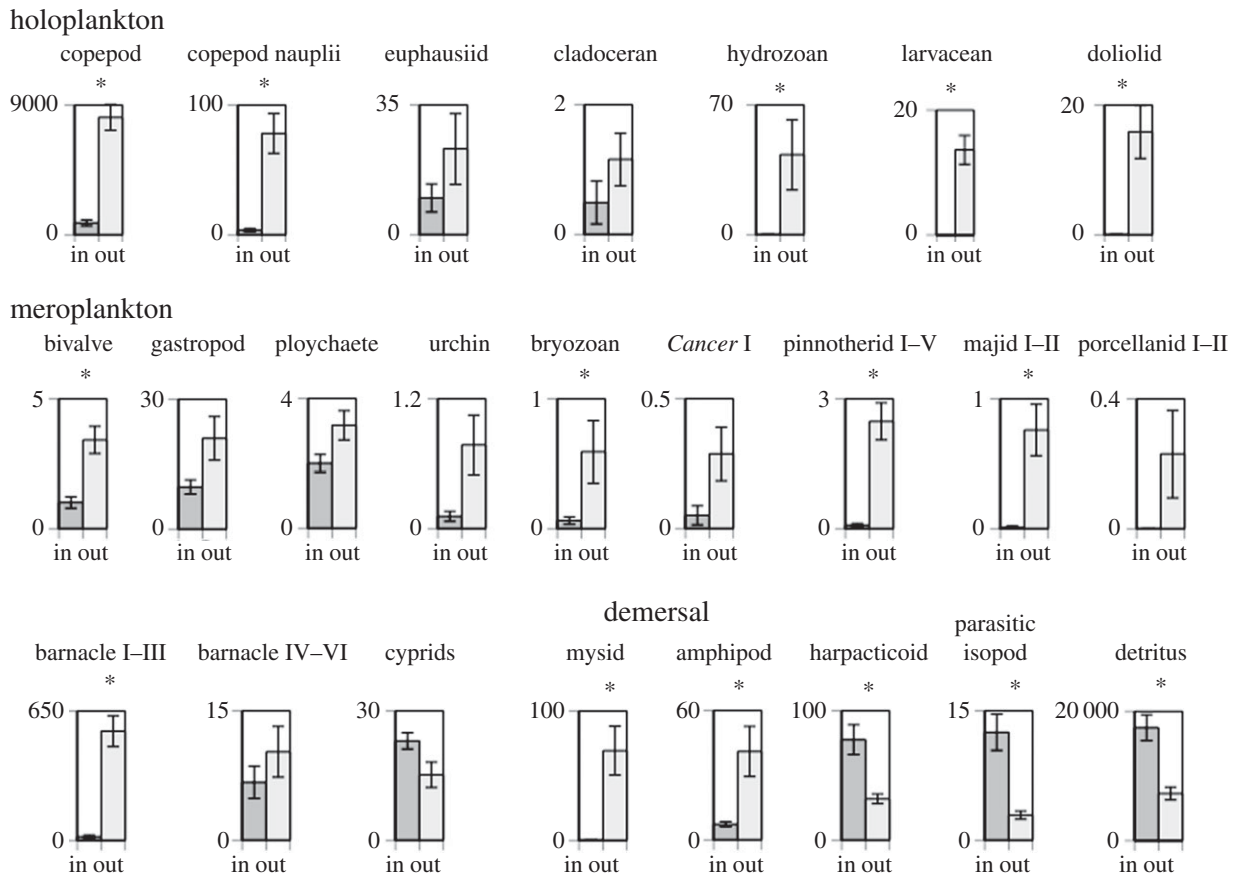 holoplankton
copepod copepod nauplii euphausiid cladoceran hydrozoan larvacean doliolid
* * * * *
9000 100 35 2 70 20 20
0 0 0 0 0 0 0
in out in out in out in out in out in out in out
meroplankton
bivalve gastropod ploychaete urchin bryozoan Cancer I pinnotherid I–V majid I–II porcellanid I–II
* * * *
5 30 4 1.2 1 0.5 3 1 0.4
0 0 0 0 0 0 0 0 0
in out in out in out in out in out in out in out in out in out
demersal
barnacle I–III barnacle IV–VI cyprids mysid amphipod harpacticoid parasitic isopod detritus
* * * * * *
650 15 30 100 60 100 15 20 000
0 0 0 0 0 0 0 0
in out in out in out in out in out in out in out in out